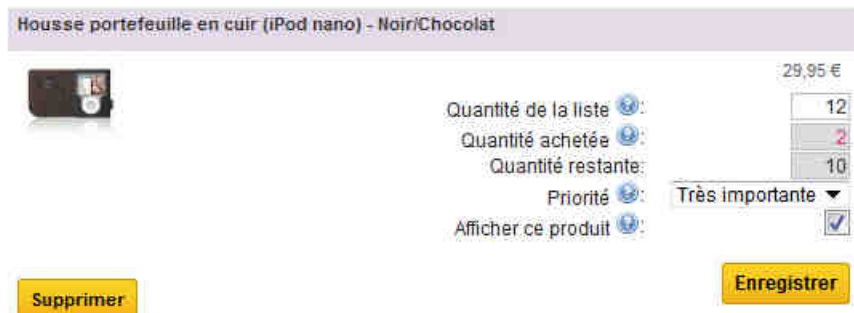 Housse portefeuille en cuir (iPod nano) - Noir/Chocolat
29,95 €
Quantité de la liste : 12
Quantité achetée : 2
Quantité restante: 10
Priorité : Très importante
Afficher ce produit :
Supprimer
Enregistrer